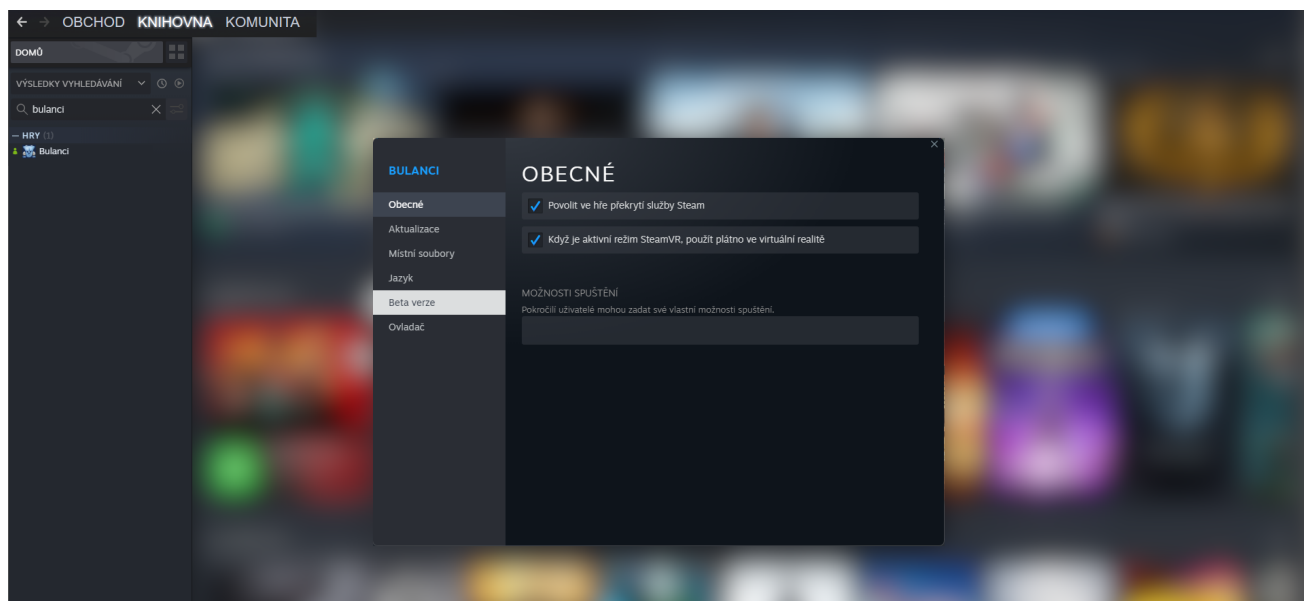 OBCHOD KNIHOVNA KOMUNITA
DOMŮ
VÝSLEDKY VYHLEDÁVÁNÍ
bulanci
HRY (1)
Bulanci
BULANCI
Obecné
Aktualizace
Místní soubory
Jazyk
Beta verze
Ovladač
OBECNÉ
Povolit ve hře překrytí služby Steam
Když je aktivní režim SteamVR, použít plátno ve virtuální realitě
MOŽNOSTI SPUŠTĚNÍ
Pokročilí uživatelé mohou zadat své vlastní možnosti spuštění.